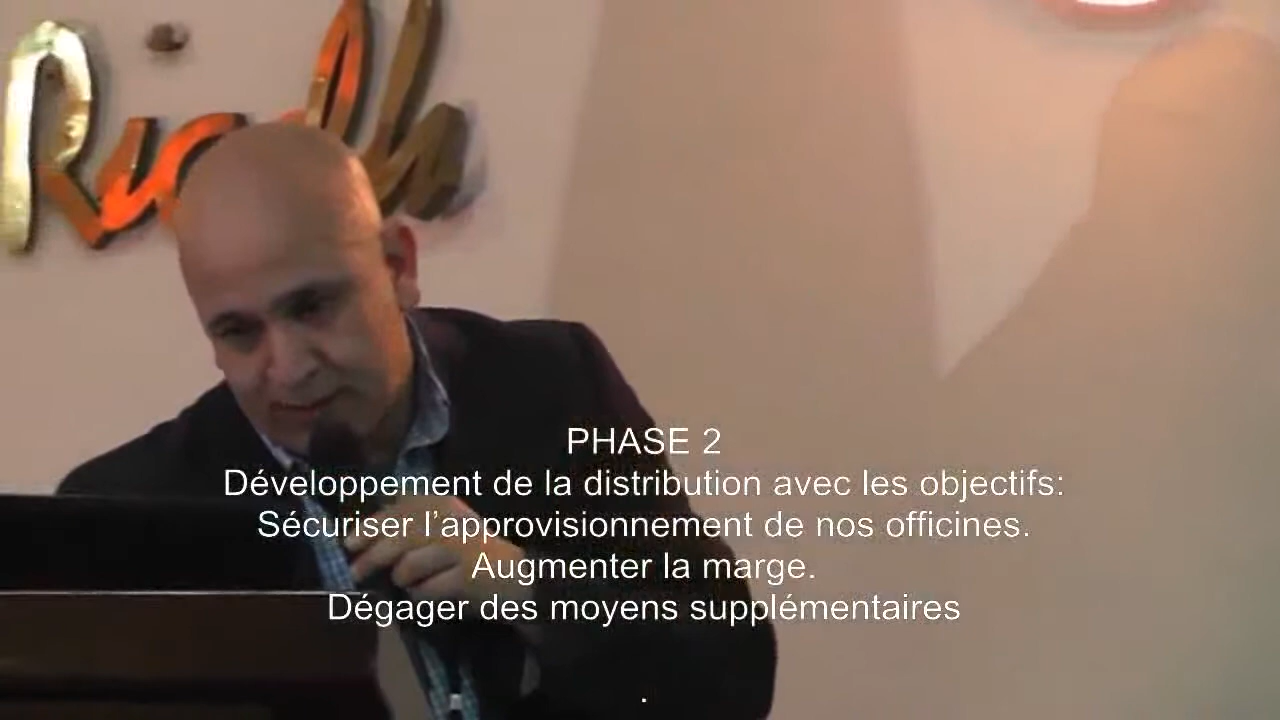 PHASE 2
Développement de la distribution avec les objectifs:
Sécuriser l’approvisionnement de nos officines.
Augmenter la marge.
Dégager des moyens supplémentaires
.